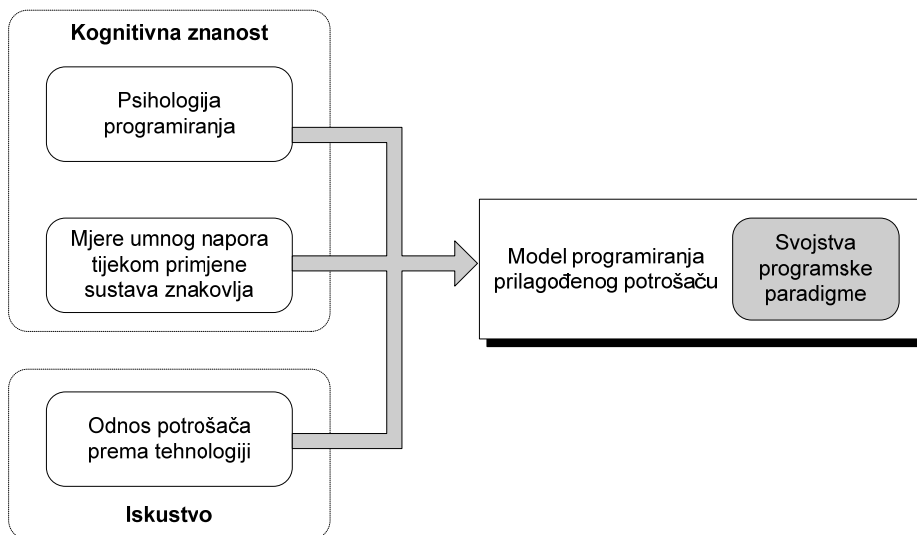 Kognitivna znanost
Psihologija
programiranja
Mjere umnog napora
tijekom primjene
sustava znakovlja
Odnos potrošača
prema tehnologiji
Iskustvo
Model programiranja
prilagođenog potrošaču
Svojstva
programske
paradigme